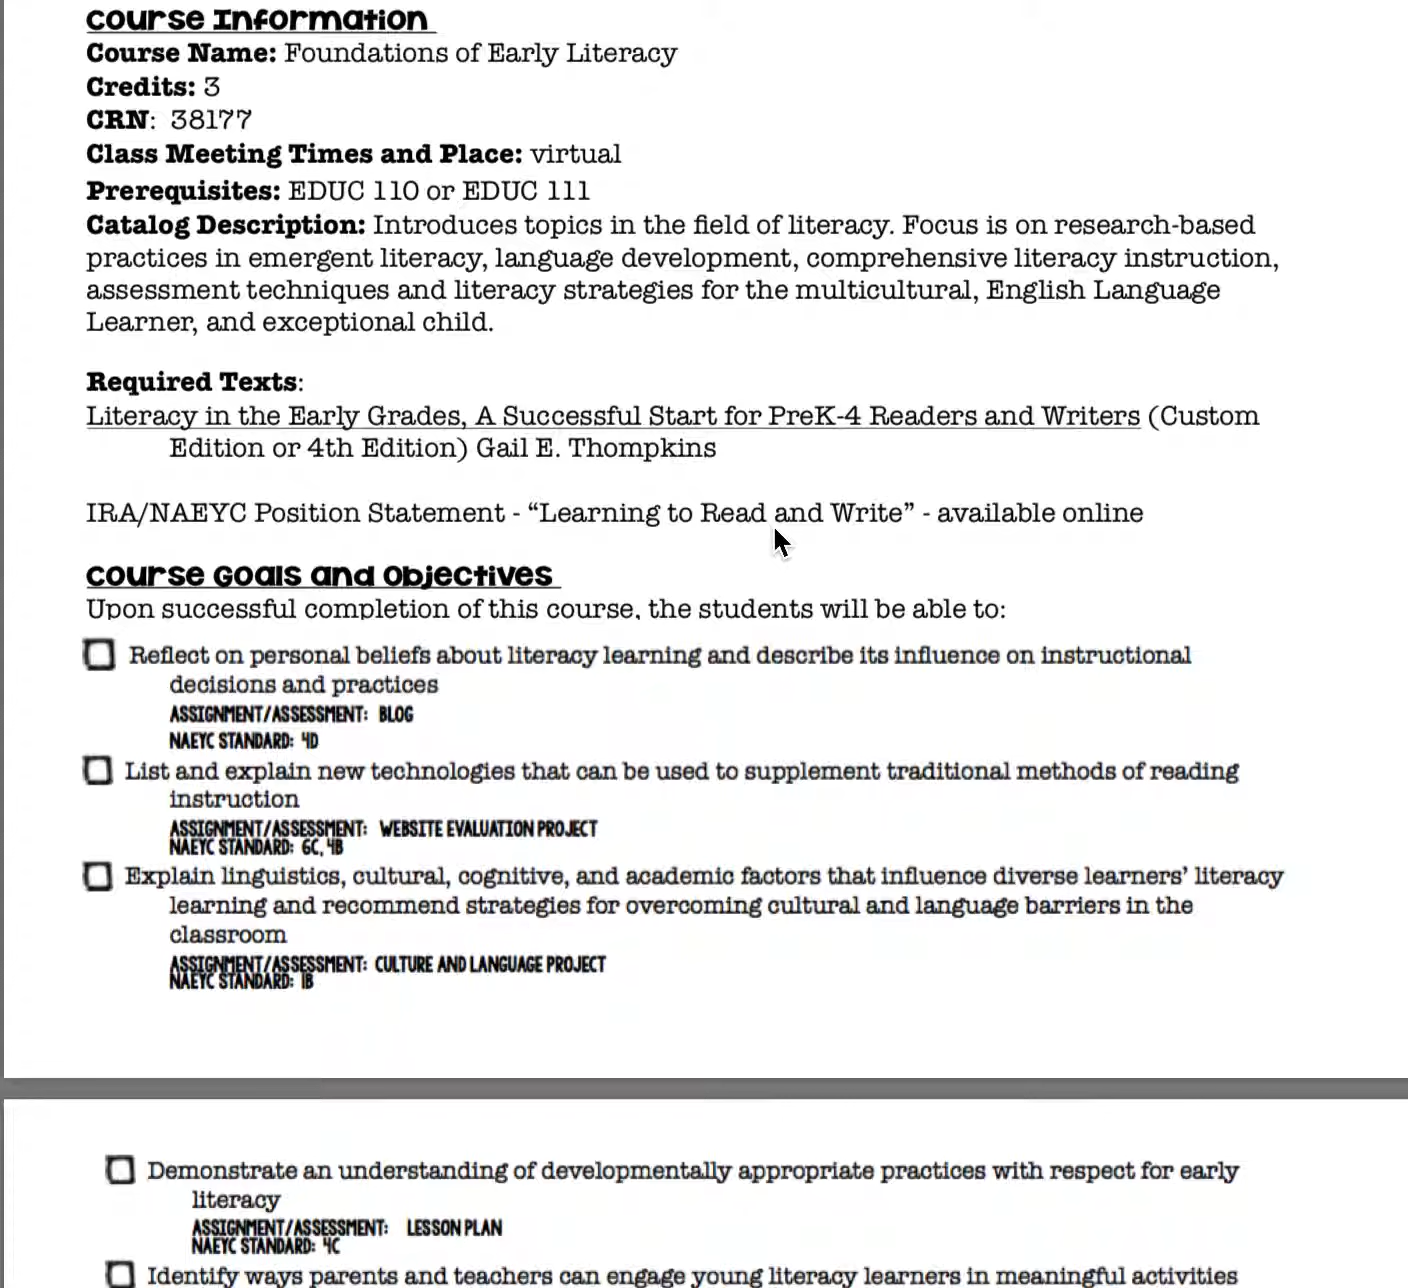 Course Information
Course Name: Foundations of Early Literacy
Credits: 3
CRN:  38177
Class Meeting Times and Place: virtual
Prerequisites: EDUC 110 or EDUC 111
Catalog Description: Introduces topics in the field of literacy. Focus is on research-based
practices in emergent literacy, language development, comprehensive literacy instruction,
assessment techniques and literacy strategies for the multicultural, English Language
Learner, and exceptional child.
Required Texts:
Literacy in the Early Grades, A Successful Start for PreK-4 Readers and Writers (Custom
Edition or 4th Edition) Gail E. Thompkins
IRA/NAEYC Position Statement - “Learning to Read and Write” - available online
Course Goals and Objectives
Upon successful completion of this course, the students will be able to:
Reflect on personal beliefs about literacy learning and describe its influence on instructional
decisions and practices
ASSIGNMENT/ASSESSMENT: BLOG
NAEYC STANDARD: 4D
List and explain new technologies that can be used to supplement traditional methods of reading
instruction
ASSIGNMENT/ASSESSMENT: WEBSITE EVALUATION PROJECT
NAEYC STANDARD: 6C, 4B
Explain linguistics, cultural, cognitive, and academic factors that influence diverse learners’ literacy
learning and recommend strategies for overcoming cultural and language barriers in the
classroom
ASSIGNMENT/ASSESSMENT: CULTURE AND LANGUAGE PROJECT
NAEYC STANDARD: 1B
Demonstrate an understanding of developmentally appropriate practices with respect for early
literacy
ASSIGNMENT/ASSESSMENT: LESSON PLAN
NAEYC STANDARD: 4C
Identify ways parents and teachers can engage young literacy learners in meaningful activities